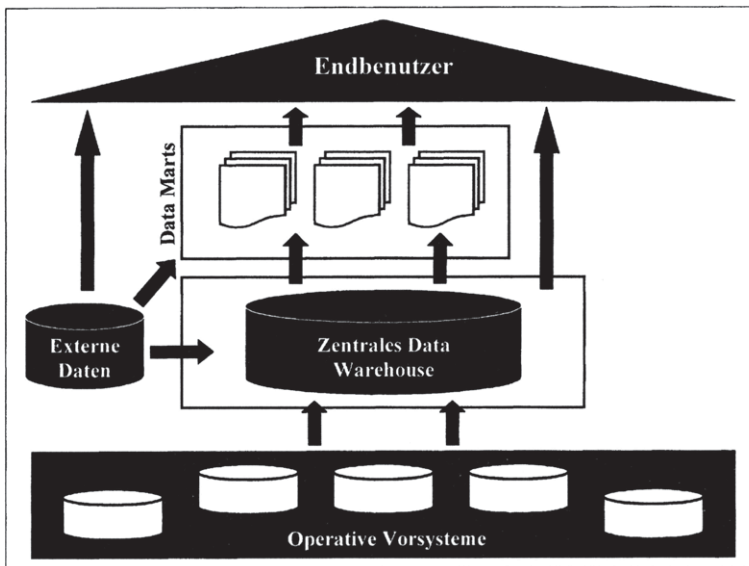 Endbenutzer
Data Marts
Externe
Daten
Zentrales Data
Warehouse
Operative Vorsysteme